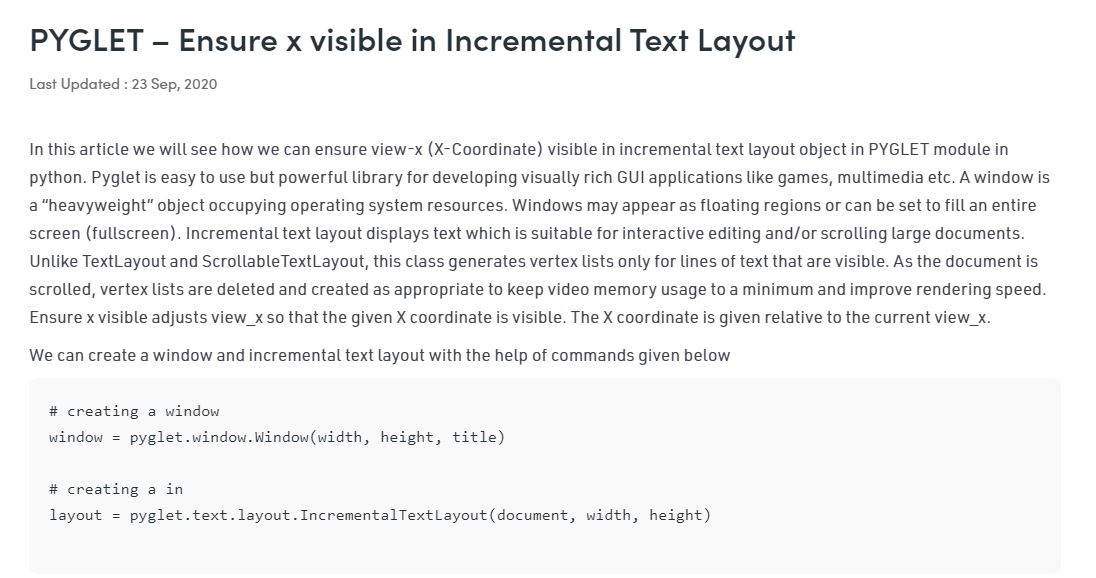 PYGLET – Ensure x visible in Incremental Text Layout
Last Updated : 23 Sep, 2020
In this article we will see how we can ensure view-x (X-Coordinate) visible in incremental text layout object in PYGLET module in
python. Pyglet is easy to use but powerful library for developing visually rich GUI applications like games, multimedia etc. A window is
a “heavyweight” object occupying operating system resources. Windows may appear as floating regions or can be set to fill an entire
screen (fullscreen). Incremental text layout displays text which is suitable for interactive editing and/or scrolling large documents.
Unlike TextLayout and ScrollableTextLayout, this class generates vertex lists only for lines of text that are visible. As the document is
scrolled, vertex lists are deleted and created as appropriate to keep video memory usage to a minimum and improve rendering speed.
Ensure x visible adjusts view_x so that the given X coordinate is visible. The X coordinate is given relative to the current view_x.
We can create a window and incremental text layout with the help of commands given below
# creating a window
window = pyglet.window.Window(width, height, title)
# creating a in
layout = pyglet.text.layout.IncrementalTextLayout(document, width, height)